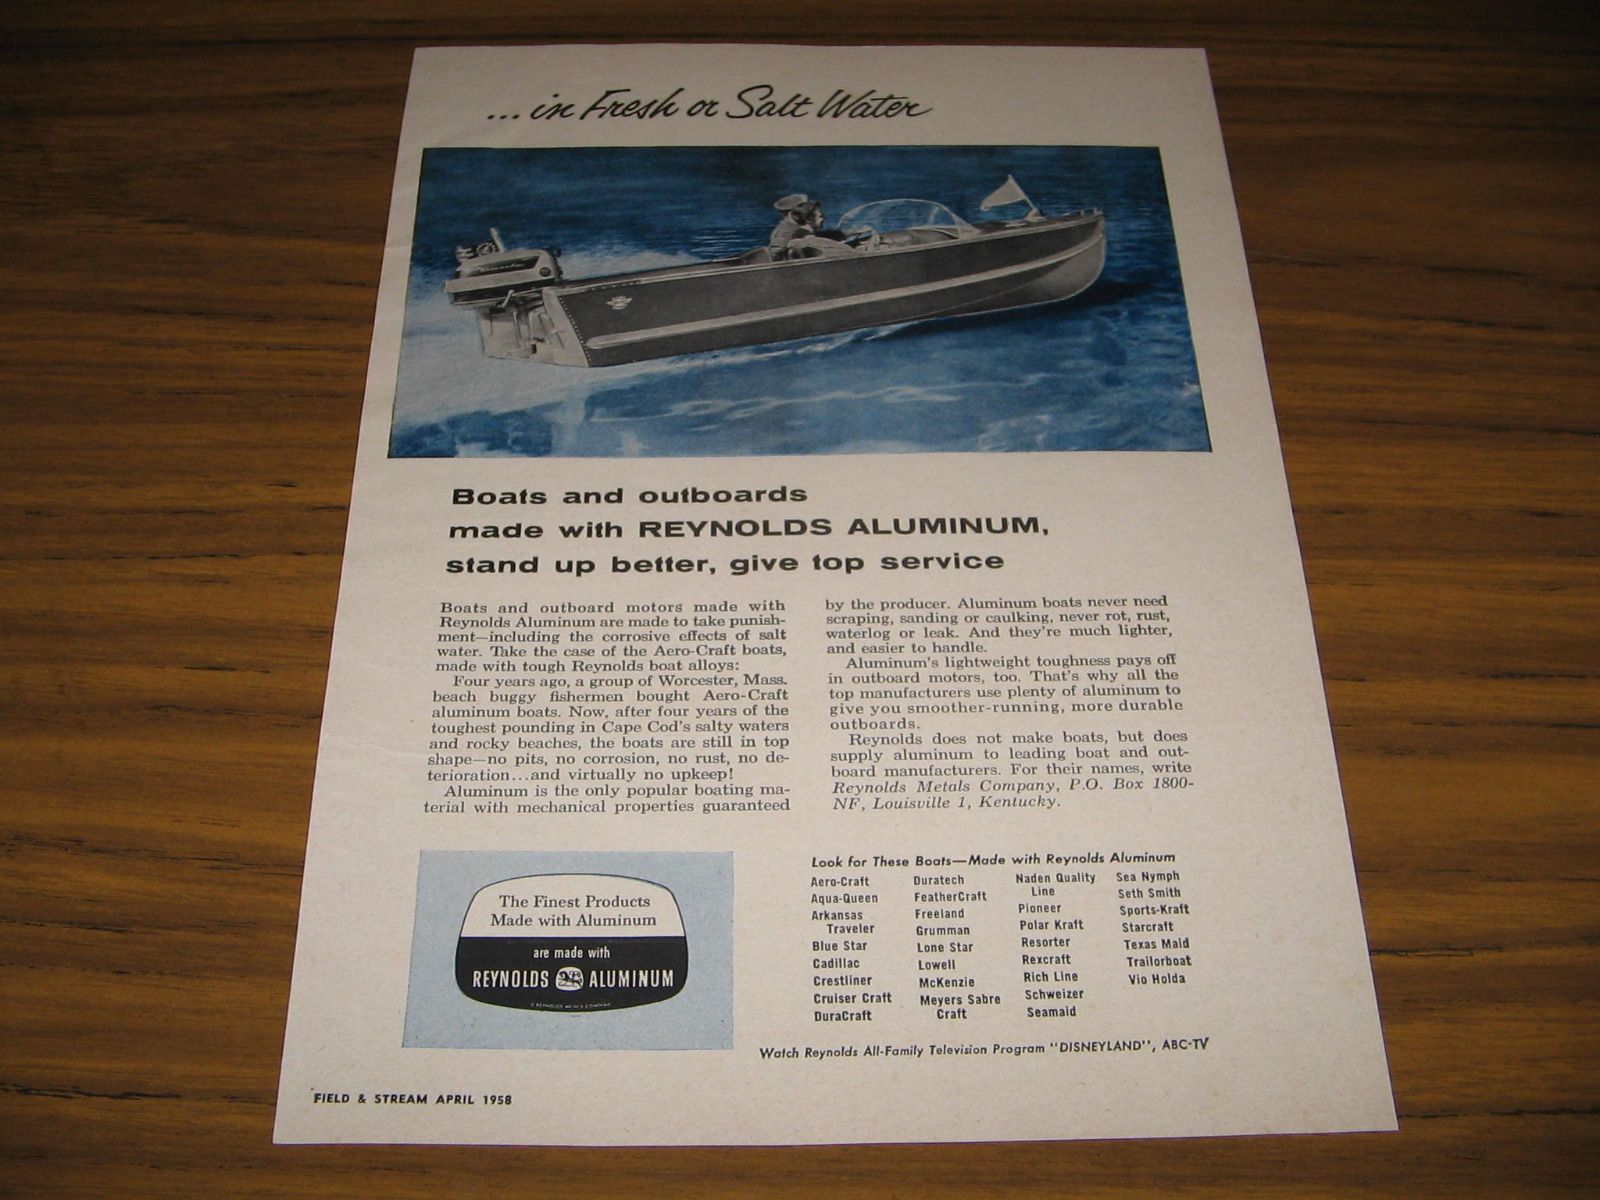 ...in Fresh or Salt Water
Boats and outboards
made with REYNOLDS ALUMINUM,
stand up better, give top service
Boats and outboard motors made with
Reynolds Aluminum are made to take punish-
ment—including the corrosive effects of salt
water. Take the case of the Aero-Craft boats,
made with tough Reynolds boat alloys:
Four years ago, a group of Worcester, Mass.
beach buggy fishermen bought Aero-Craft
aluminum boats. Now, after four years of the
toughest pounding in Cape Cod's salty waters
and rocky beaches, the boats are still in top
shape—no pits, no corrosion, no rust, no de-
terioration...and virtually no upkeep!
Aluminum is the only popular boating ma-
terial with mechanical properties guaranteed
by the producer. Aluminum boats never need
scraping, sanding or caulking, never rot, rust,
waterlog or leak. And they're much lighter,
and easier to handle.
Aluminum's lightweight toughness pays off
in outboard motors, too. That's why all the
top manufacturers use plenty of aluminum to
give you smoother-running, more durable
outboards.
Reynolds does not make boats, but does
supply aluminum to leading boat and out-
board manufacturers. For their names, write
Reynolds Metals Company, P.O. Box 1800-
NF, Louisville 1, Kentucky.
The Finest Products
Made with Aluminum
are made with
REYNOLDS ALUMINUM
© REYNOLDS METALS COMPANY
Look for These Boats—Made with Reynolds Aluminum
Aero-Craft
Aqua-Queen
Arkansas
Traveler
Blue Star
Cadillac
Crestliner
Cruiser Craft
DuraCraft
Duratech
FeatherCraft
Freeland
Grumman
Lone Star
Lowell
McKenzie
Meyers Sabre
Craft
Naden Quality
Line
Pioneer
Polar Kraft
Resorter
Rexcraft
Rich Line
Schweizer
Seamaid
Sea Nymph
Seth Smith
Sports-Kraft
Starcraft
Texas Maid
Trailorboat
Vio Holda
Watch Reynolds All-Family Television Program "DISNEYLAND", ABC-TV
FIELD & STREAM APRIL 1958